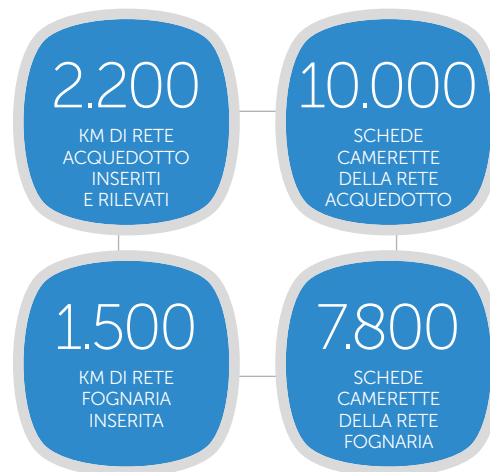 2.200
KM DI RETE
ACQUEDOTTO
INSERITI
E RILEVATI
10.000
SCHEDE
CAMERETTE
DELLA RETE
ACQUEDOTTO
1.500
KM DI RETE
FOGNARIA
INSERITA
7.800
SCHEDE
CAMERETTE
DELLA RETE
FOGNARIA